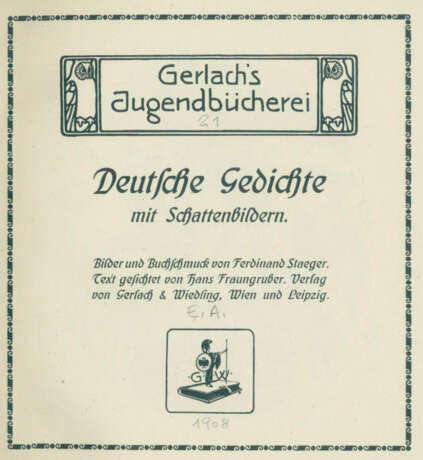 Gerlach's
Jugendbücherei
21
Deutsche Gedichte
mit Schattenbildern.
Bilder und Buchschmuck von Ferdinand Staeger.
Text gesichtet von Hans Fraungruber. Verlag
von Gerlach & Wiedling, Wien und Leipzig.
E.A.
G W
1908